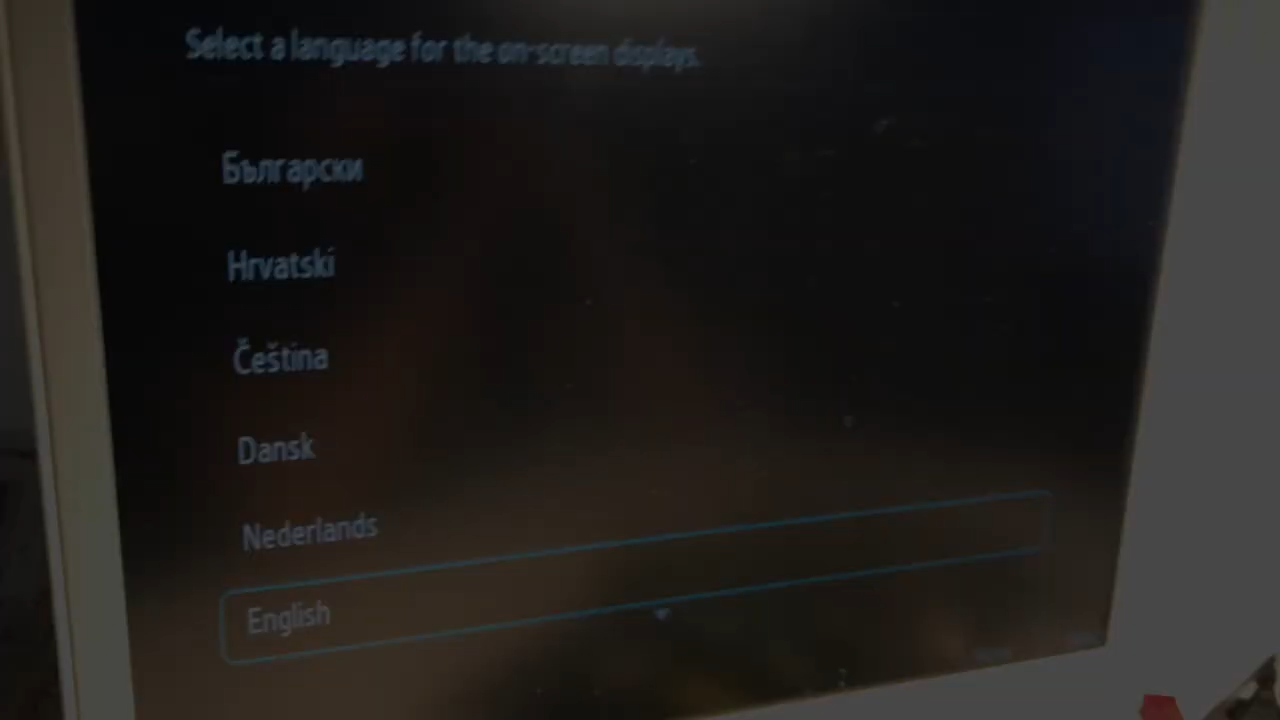 Select a language for the on-screen displays.
Български
Hrvatski
Čeština
Dansk
Nederlands
English